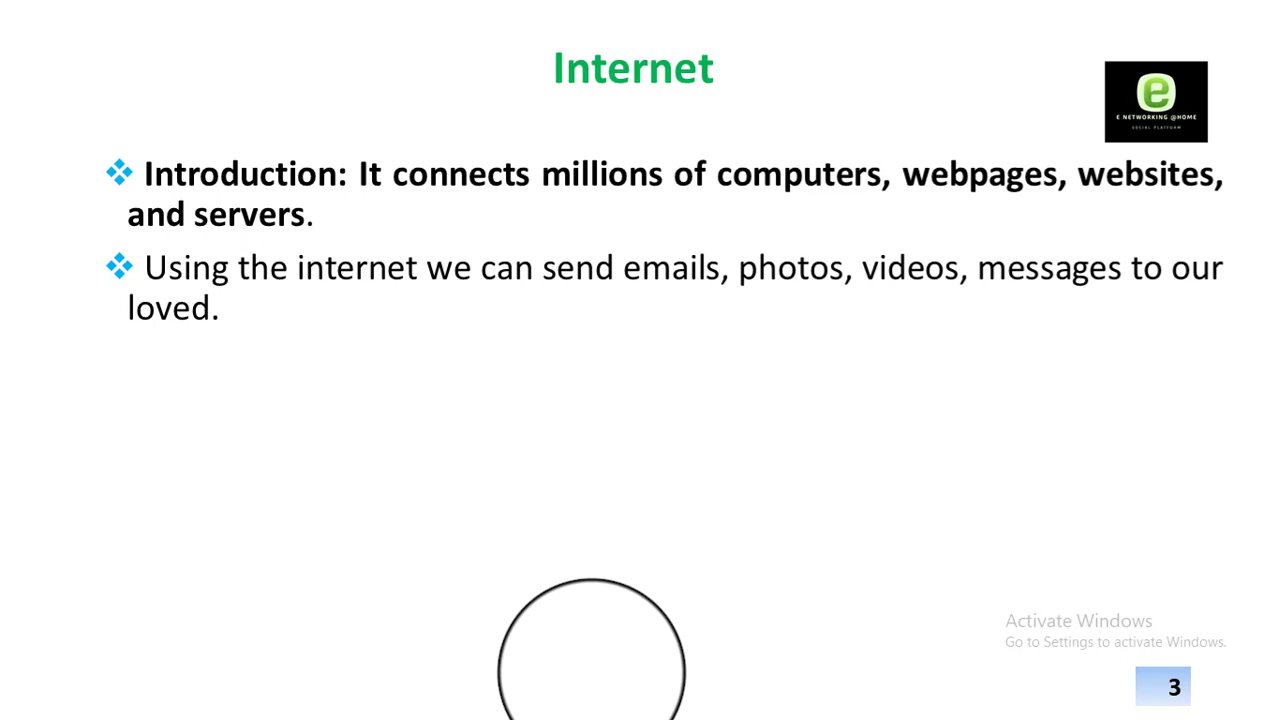 Internet
e
E NETWORKING @HOME
SOCIAL PLATFORM
Introduction: It connects millions of computers, webpages, websites,
and servers.
Using the internet we can send emails, photos, videos, messages to our
loved.
Activate Windows
Go to Settings to activate Windows.
3